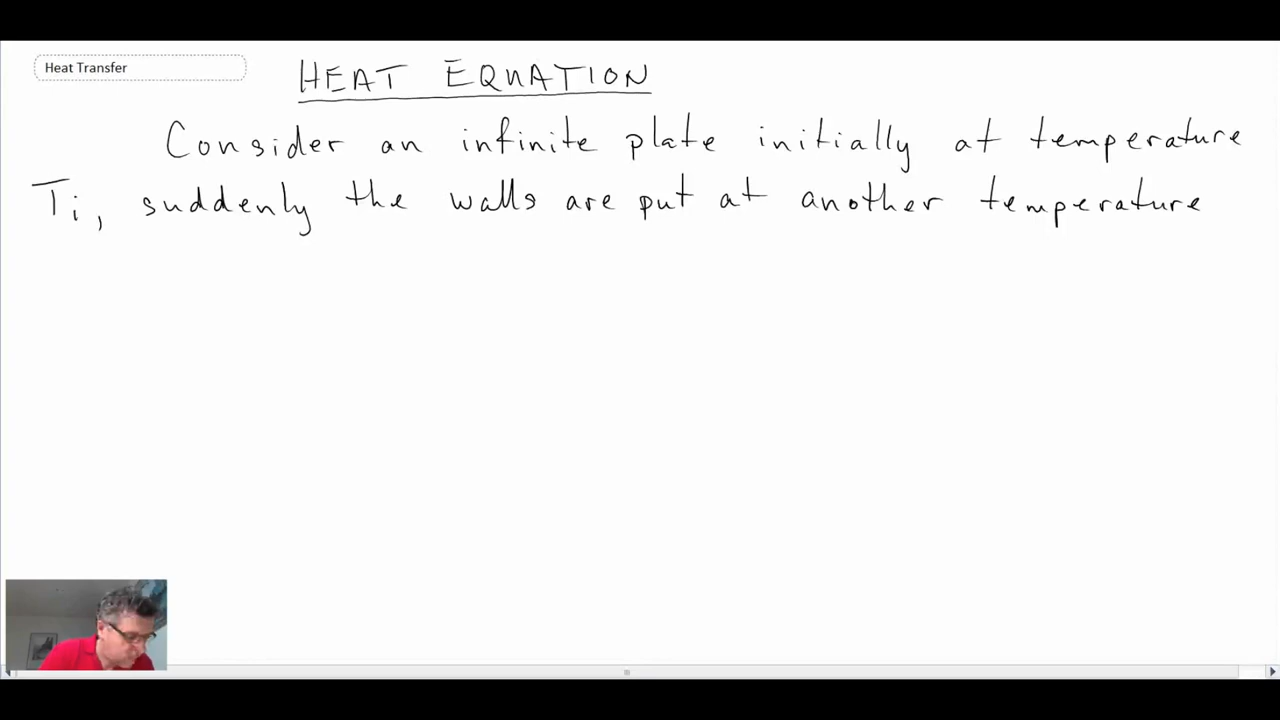 Heat Transfer
HEAT EQUATION
Consider an infinite plate initially at temperature
Ti, suddenly the walls are put at another temperature